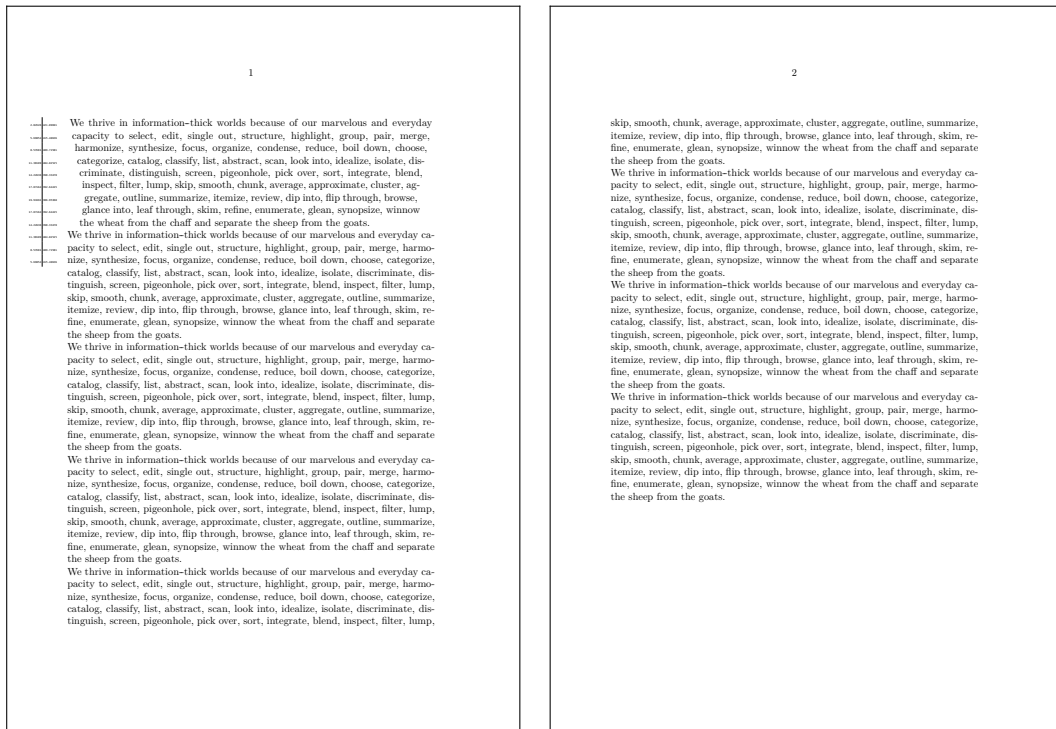 1
We thrive in information-thick worlds because of our marvelous and everyday
capacity to select, edit, single out, structure, highlight, group, pair, merge,
harmonize, synthesize, focus, organize, condense, reduce, boil down, choose,
categorize, catalog, classify, list, abstract, scan, look into, idealize, isolate, dis-
criminate, distinguish, screen, pigeonhole, pick over, sort, integrate, blend,
inspect, filter, lump, skip, smooth, chunk, average, approximate, cluster, ag-
gregate, outline, summarize, itemize, review, dip into, flip through, browse,
glance into, leaf through, skim, refine, enumerate, glean, synopsize, winnow
the wheat from the chaff and separate the sheep from the goats.
We thrive in information-thick worlds because of our marvelous and everyday ca-
pacity to select, edit, single out, structure, highlight, group, pair, merge, harmo-
nize, synthesize, focus, organize, condense, reduce, boil down, choose, categorize,
catalog, classify, list, abstract, scan, look into, idealize, isolate, discriminate, dis-
tinguish, screen, pigeonhole, pick over, sort, integrate, blend, inspect, filter, lump,
skip, smooth, chunk, average, approximate, cluster, aggregate, outline, summarize,
itemize, review, dip into, flip through, browse, glance into, leaf through, skim, re-
fine, enumerate, glean, synopsize, winnow the wheat from the chaff and separate
the sheep from the goats.
We thrive in information-thick worlds because of our marvelous and everyday ca-
pacity to select, edit, single out, structure, highlight, group, pair, merge, harmo-
nize, synthesize, focus, organize, condense, reduce, boil down, choose, categorize,
catalog, classify, list, abstract, scan, look into, idealize, isolate, discriminate, dis-
tinguish, screen, pigeonhole, pick over, sort, integrate, blend, inspect, filter, lump,
skip, smooth, chunk, average, approximate, cluster, aggregate, outline, summarize,
itemize, review, dip into, flip through, browse, glance into, leaf through, skim, re-
fine, enumerate, glean, synopsize, winnow the wheat from the chaff and separate
the sheep from the goats.
We thrive in information-thick worlds because of our marvelous and everyday ca-
pacity to select, edit, single out, structure, highlight, group, pair, merge, harmo-
nize, synthesize, focus, organize, condense, reduce, boil down, choose, categorize,
catalog, classify, list, abstract, scan, look into, idealize, isolate, discriminate, dis-
tinguish, screen, pigeonhole, pick over, sort, integrate, blend, inspect, filter, lump,
skip, smooth, chunk, average, approximate, cluster, aggregate, outline, summarize,
itemize, review, dip into, flip through, browse, glance into, leaf through, skim, re-
fine, enumerate, glean, synopsize, winnow the wheat from the chaff and separate
the sheep from the goats.
We thrive in information-thick worlds because of our marvelous and everyday ca-
pacity to select, edit, single out, structure, highlight, group, pair, merge, harmo-
nize, synthesize, focus, organize, condense, reduce, boil down, choose, categorize,
catalog, classify, list, abstract, scan, look into, idealize, isolate, discriminate, dis-
tinguish, screen, pigeonhole, pick over, sort, integrate, blend, inspect, filter, lump,
2
skip, smooth, chunk, average, approximate, cluster, aggregate, outline, summarize,
itemize, review, dip into, flip through, browse, glance into, leaf through, skim, re-
fine, enumerate, glean, synopsize, winnow the wheat from the chaff and separate
the sheep from the goats.
We thrive in information-thick worlds because of our marvelous and everyday ca-
pacity to select, edit, single out, structure, highlight, group, pair, merge, harmo-
nize, synthesize, focus, organize, condense, reduce, boil down, choose, categorize,
catalog, classify, list, abstract, scan, look into, idealize, isolate, discriminate, dis-
tinguish, screen, pigeonhole, pick over, sort, integrate, blend, inspect, filter, lump,
skip, smooth, chunk, average, approximate, cluster, aggregate, outline, summarize,
itemize, review, dip into, flip through, browse, glance into, leaf through, skim, re-
fine, enumerate, glean, synopsize, winnow the wheat from the chaff and separate
the sheep from the goats.
We thrive in information-thick worlds because of our marvelous and everyday ca-
pacity to select, edit, single out, structure, highlight, group, pair, merge, harmo-
nize, synthesize, focus, organize, condense, reduce, boil down, choose, categorize,
catalog, classify, list, abstract, scan, look into, idealize, isolate, discriminate, dis-
tinguish, screen, pigeonhole, pick over, sort, integrate, blend, inspect, filter, lump,
skip, smooth, chunk, average, approximate, cluster, aggregate, outline, summarize,
itemize, review, dip into, flip through, browse, glance into, leaf through, skim, re-
fine, enumerate, glean, synopsize, winnow the wheat from the chaff and separate
the sheep from the goats.
We thrive in information-thick worlds because of our marvelous and everyday ca-
pacity to select, edit, single out, structure, highlight, group, pair, merge, harmo-
nize, synthesize, focus, organize, condense, reduce, boil down, choose, categorize,
catalog, classify, list, abstract, scan, look into, idealize, isolate, discriminate, dis-
tinguish, screen, pigeonhole, pick over, sort, integrate, blend, inspect, filter, lump,
skip, smooth, chunk, average, approximate, cluster, aggregate, outline, summarize,
itemize, review, dip into, flip through, browse, glance into, leaf through, skim, re-
fine, enumerate, glean, synopsize, winnow the wheat from the chaff and separate
the sheep from the goats.